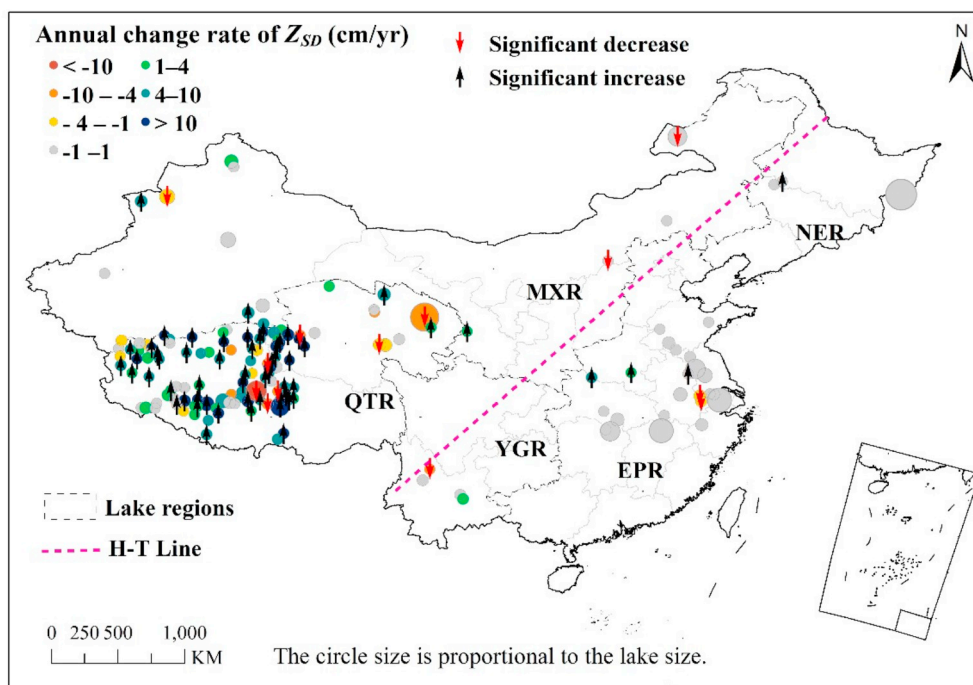 Annual change rate of Z_SD (cm/yr)
< -10
1–4
-10 – -4
4–10
- 4 – -1
> 10
-1 –1
Significant decrease
Significant increase
N
NER
MXR
QTR
YGR
EPR
Lake regions
H-T Line
0 250 500 1,000
KM
The circle size is proportional to the lake size.